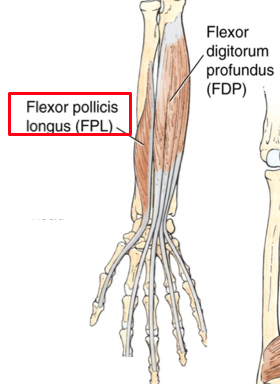 Flexor
digitorum
profundus
(FDP)
Flexor pollicis
longus (FPL)